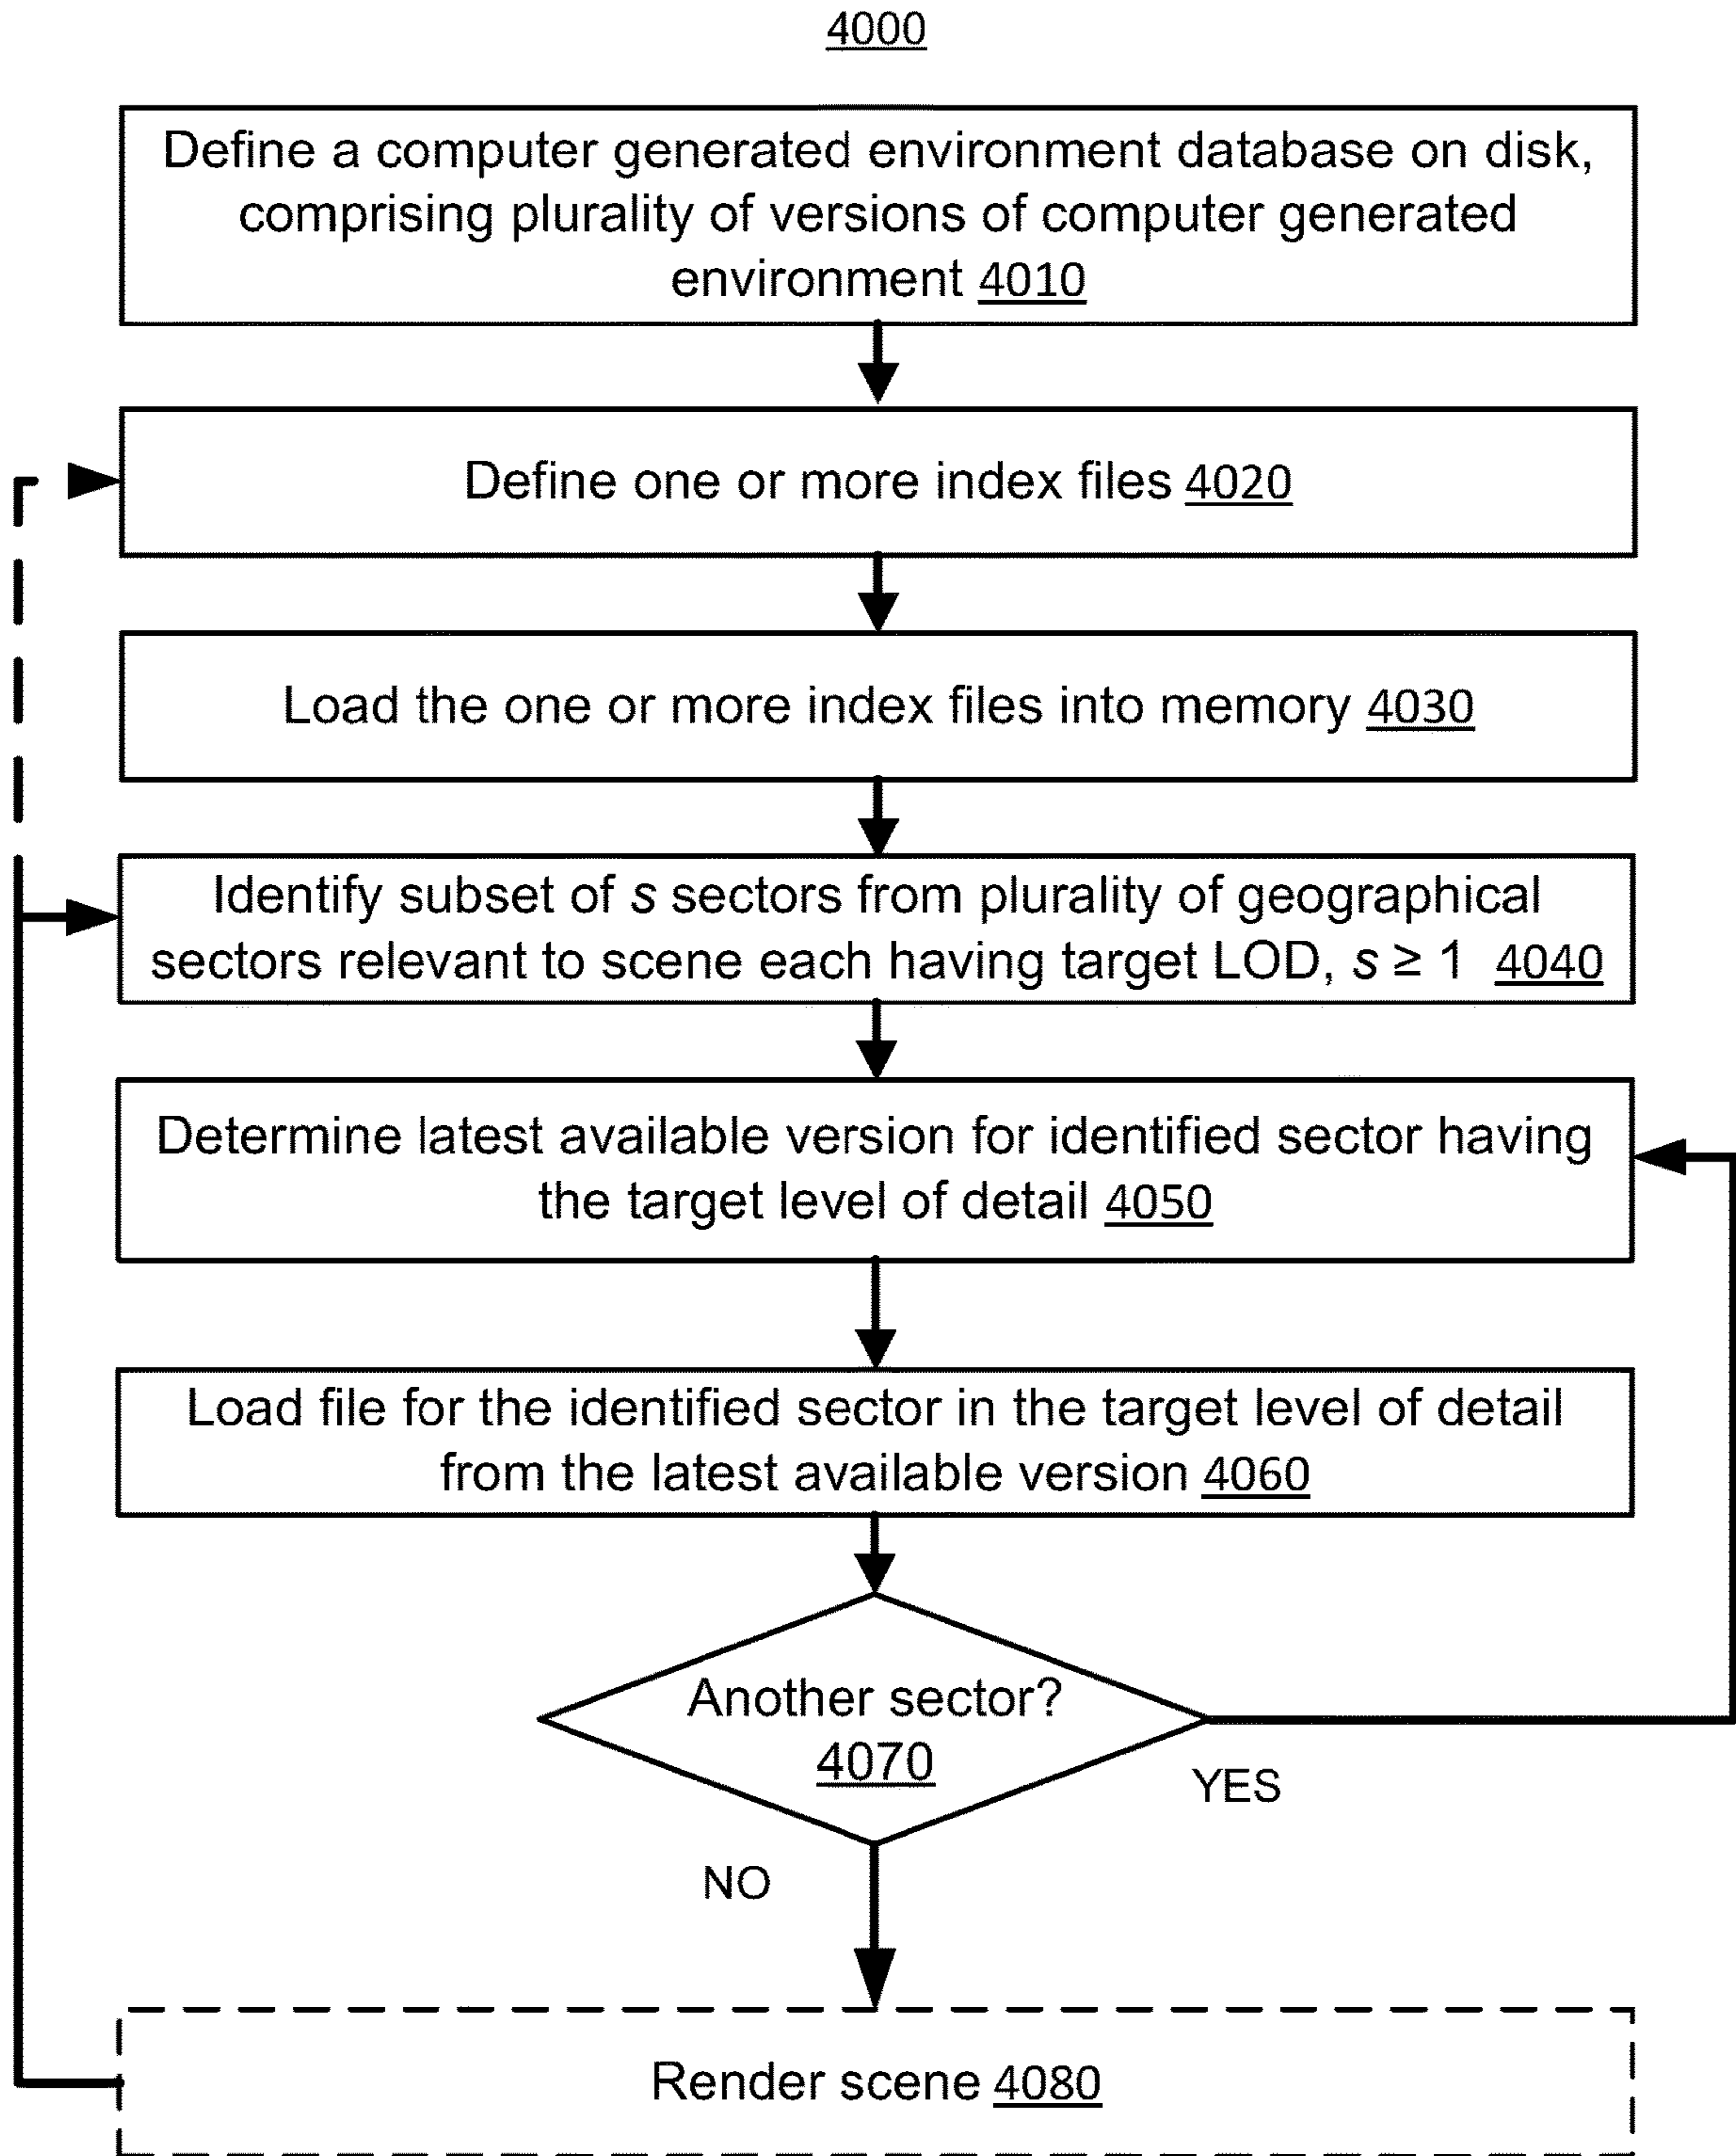 4000
Define a computer generated environment database on disk,
comprising plurality of versions of computer generated
environment 4010
Define one or more index files 4020
Load the one or more index files into memory 4030
Identify subset of s sectors from plurality of geographical
sectors relevant to scene each having target LOD, s ≥ 1 4040
Determine latest available version for identified sector having
the target level of detail 4050
Load file for the identified sector in the target level of detail
from the latest available version 4060
Another sector?
4070
YES
NO
Render scene 4080